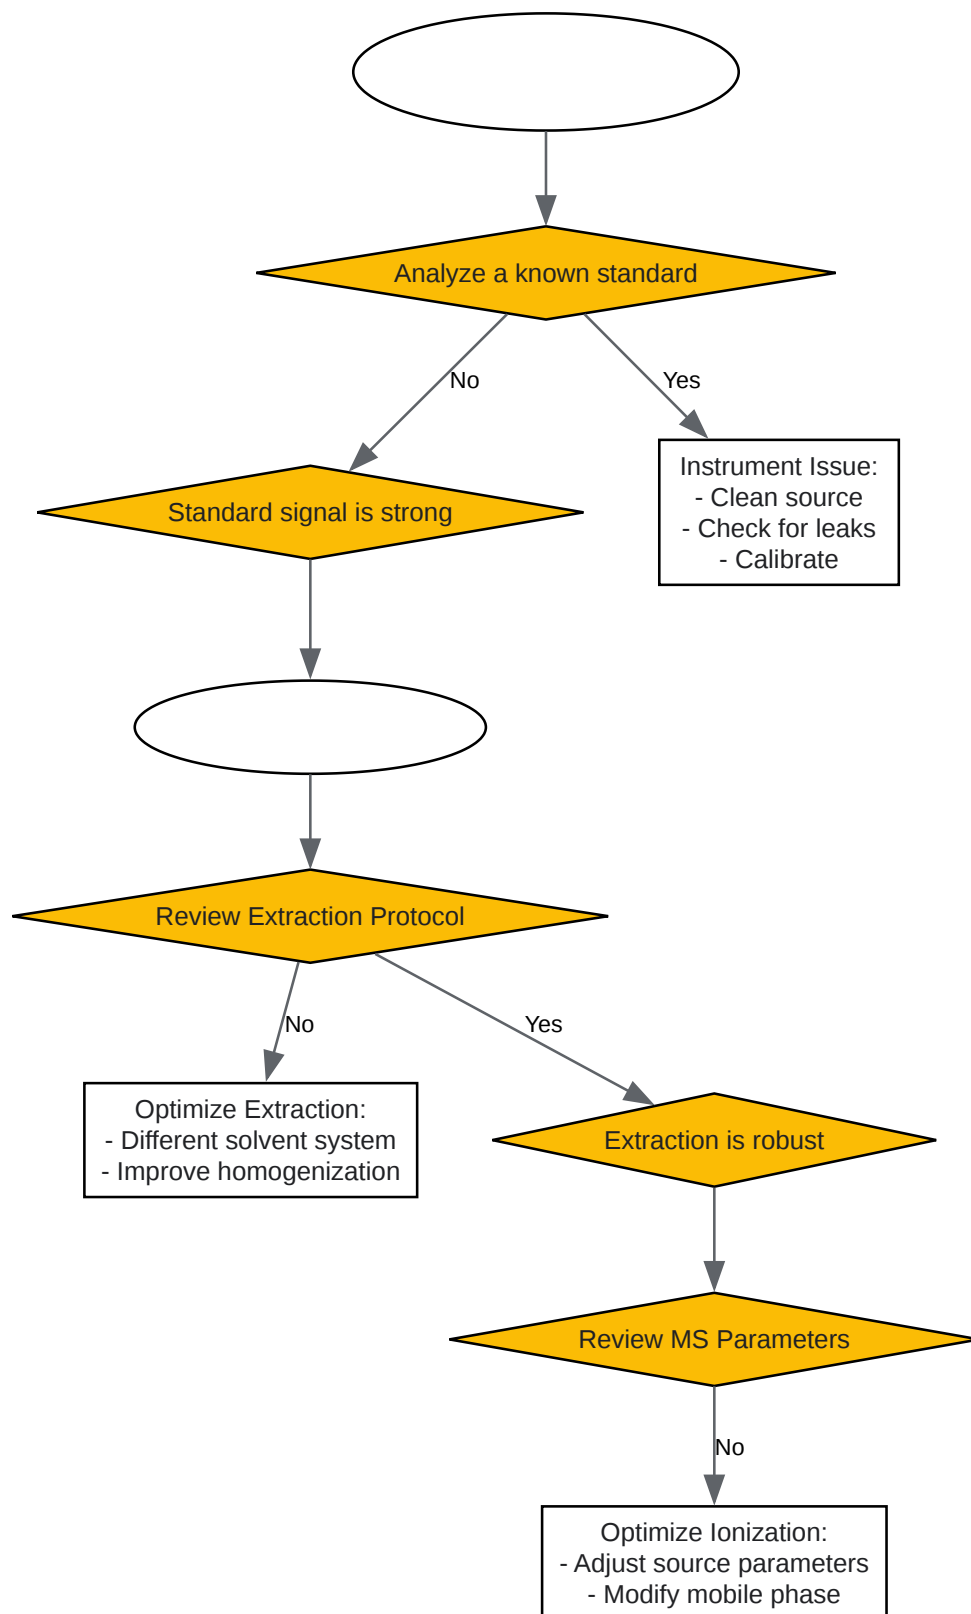 Analyze a known standard
No
Yes
Instrument Issue:
- Clean source
- Check for leaks
- Calibrate
Standard signal is strong
Review Extraction Protocol
No
Yes
Optimize Extraction:
- Different solvent system
- Improve homogenization
Extraction is robust
Review MS Parameters
No
Optimize Ionization:
- Adjust source parameters
- Modify mobile phase